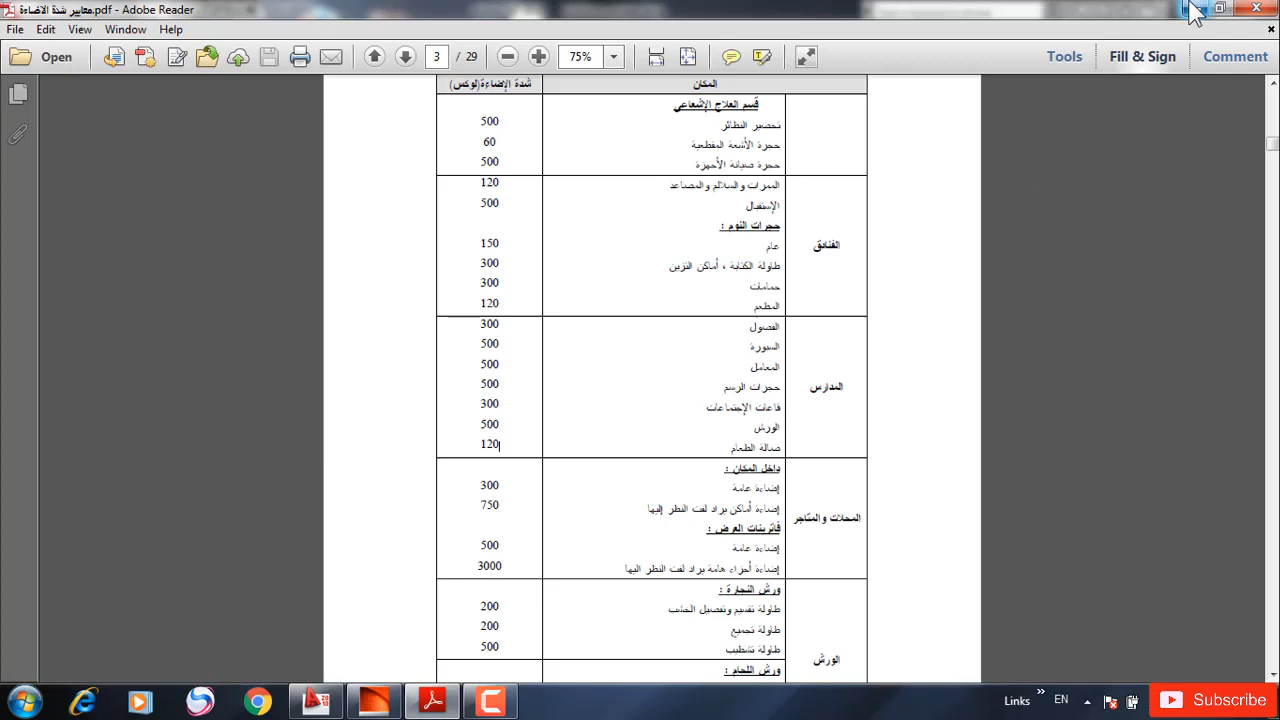 معايير شدة الاضاءة.pdf - Adobe Reader
File Edit View Window Help
Open 3 / 29 75% Tools Fill & Sign Comment
المكان شدة الإضاءة(لوكس)
قسم العلاج الإشعاعي
تحضير النظائر 500
حجرة الأشعة المقطعية 60
حجرة صيانة الأجهزة 500
الفنادق
الممرات والسلالم والمصاعد 120
الإستقبال 500
حجرات النوم :
عام 150
طاولة الكتابة ، أماكن التزين 300
حمامات 300
المطعم 120
المدارس
الفصول 300
السبورة 500
المعامل 500
حجرات الرسم 500
قاعات الإجتماعات 300
الورش 500
صالة الطعام 120
المحلات والمتاجر
داخل المكان :
إضاءة عامة 300
إضاءة أماكن يراد لفت النظر إليها 750
فاترينات العرض :
إضاءة عامة 500
إضاءة أجزاء هامة يراد لفت النظر اليها 3000
الورش
ورش النجارة :
طاولة تقسيم وتفصيل الخشب 200
طاولة تجميع 200
طاولة تشطيب 500
ورش اللحام :
Links » EN Subscribe